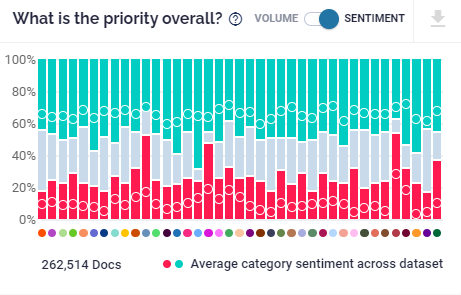 What is the priority overall? ?
VOLUME SENTIMENT
100%
80%
60%
40%
20%
0%
262,514 Docs
Average category sentiment across dataset